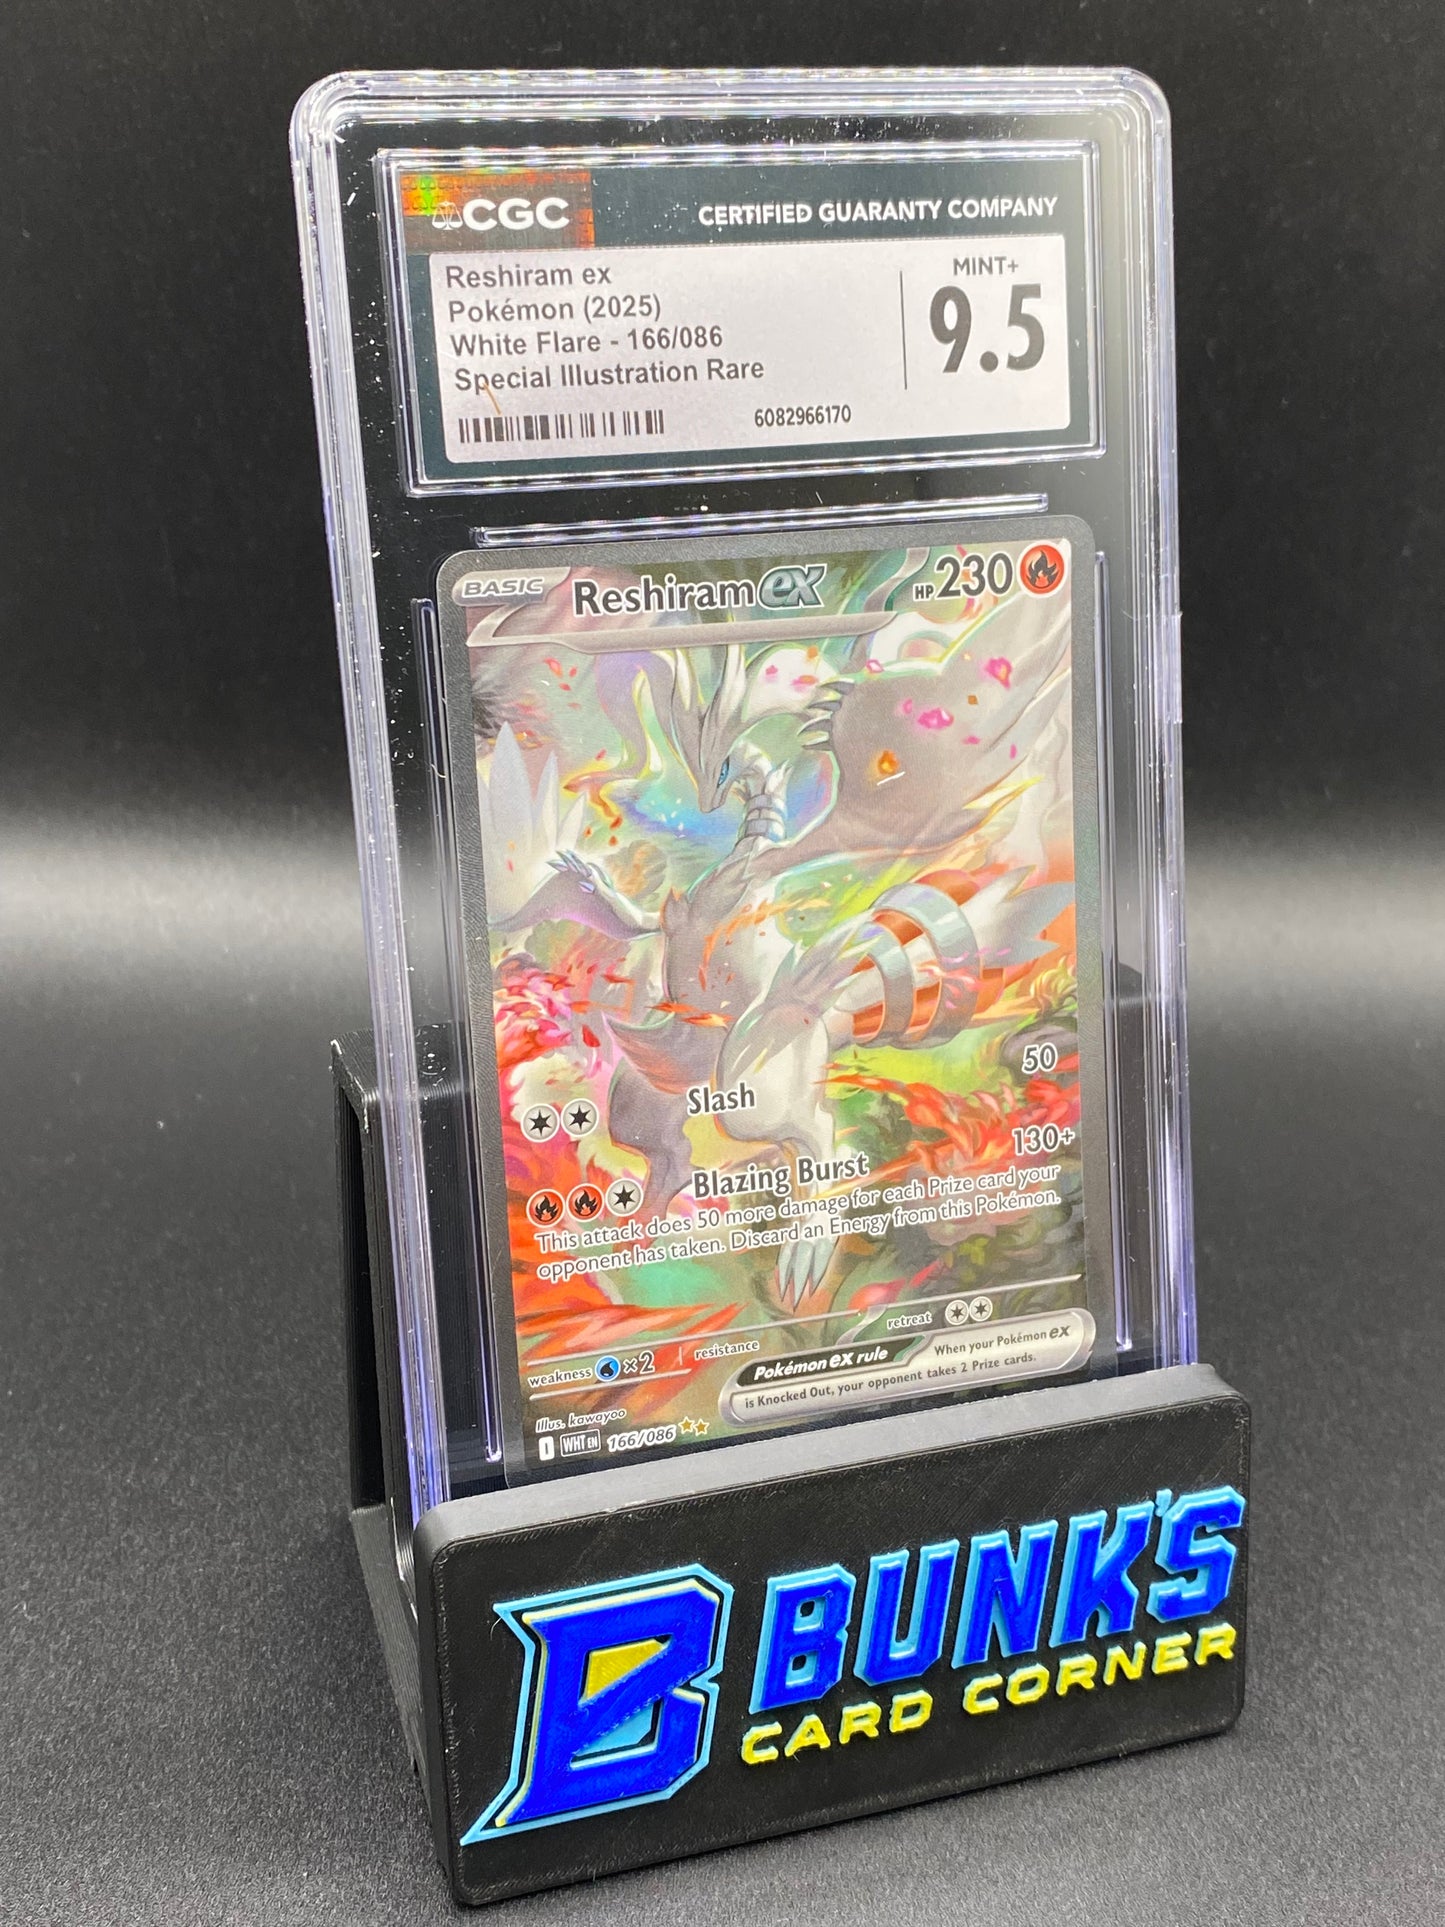 CGC
CERTIFIED GUARANTY COMPANY
Reshiram ex
Pokémon (2025)
White Flare - 166/086
Special Illustration Rare
MINT+
9.5
6082966170
BASIC
Reshiram ex
HP 230
Slash
50
Blazing Burst
130+
This attack does 50 more damage for each Prize card your
opponent has taken. Discard an Energy from this Pokémon.
weakness ×2
resistance
retreat
Pokémon ex rule
When your Pokémon ex
is Knocked Out, your opponent takes 2 Prize cards.
Illus. kawayoo
I WHT EN 166/086
B
BUNK'S
CARD CORNER